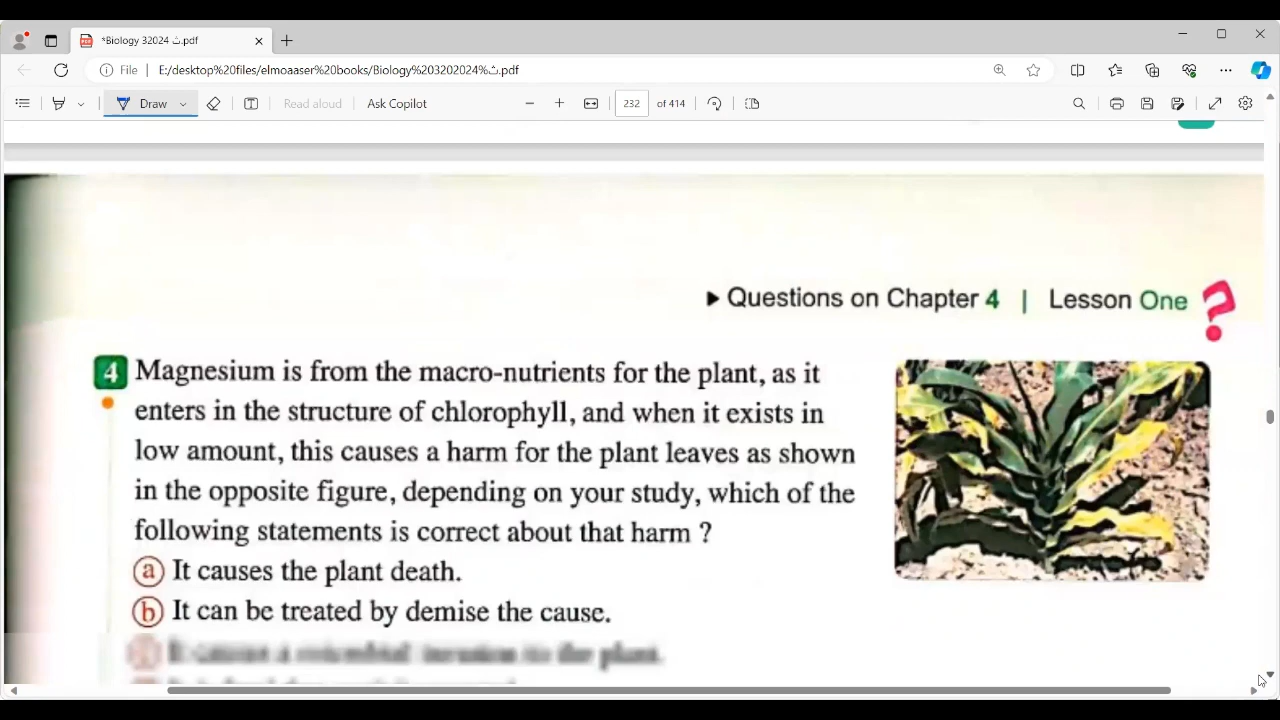 *Biology 32024 ث.pdf
File
E:/desktop%20files/elmoaaser%20books/Biology%203202024%ث.pdf
Draw
Read aloud
Ask Copilot
232 of 414
Questions on Chapter 4 | Lesson One ?
4 Magnesium is from the macro-nutrients for the plant, as it
enters in the structure of chlorophyll, and when it exists in
low amount, this causes a harm for the plant leaves as shown
in the opposite figure, depending on your study, which of the
following statements is correct about that harm ?
a It causes the plant death.
b It can be treated by demise the cause.